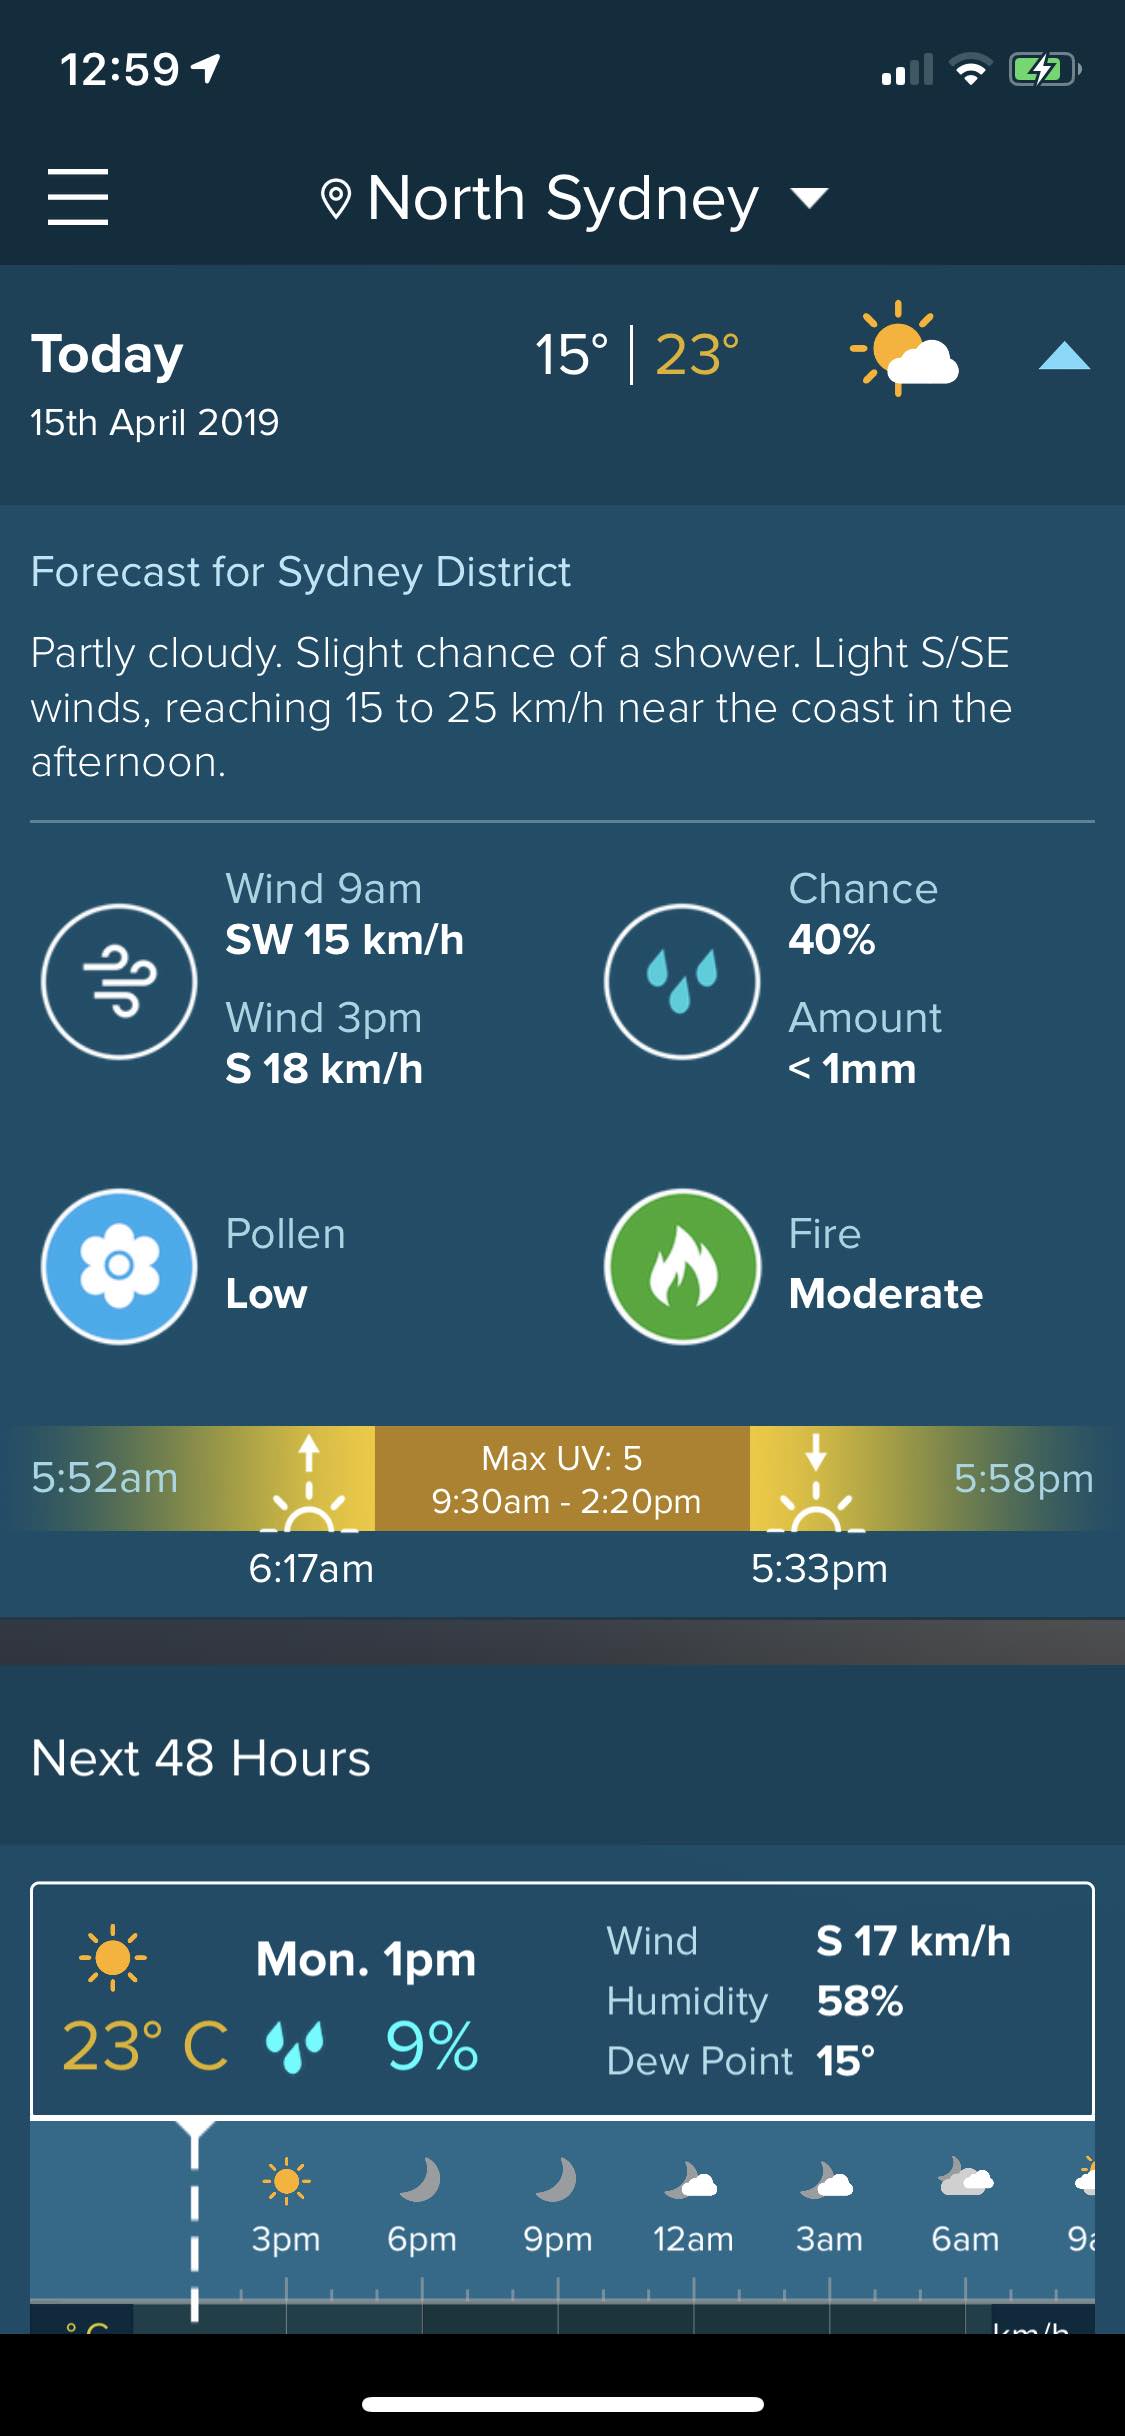 12:59
North Sydney
Today 15° | 23°
15th April 2019
Forecast for Sydney District
Partly cloudy. Slight chance of a shower. Light S/SE
winds, reaching 15 to 25 km/h near the coast in the
afternoon.
Wind 9am
SW 15 km/h
Wind 3pm
S 18 km/h
Chance
40%
Amount
< 1mm
Pollen
Low
Fire
Moderate
5:52am
Max UV: 5
9:30am - 2:20pm
5:58pm
6:17am
5:33pm
Next 48 Hours
Mon. 1pm
23° C 9%
Wind S 17 km/h
Humidity 58%
Dew Point 15°
3pm 6pm 9pm 12am 3am 6am
°C km/h